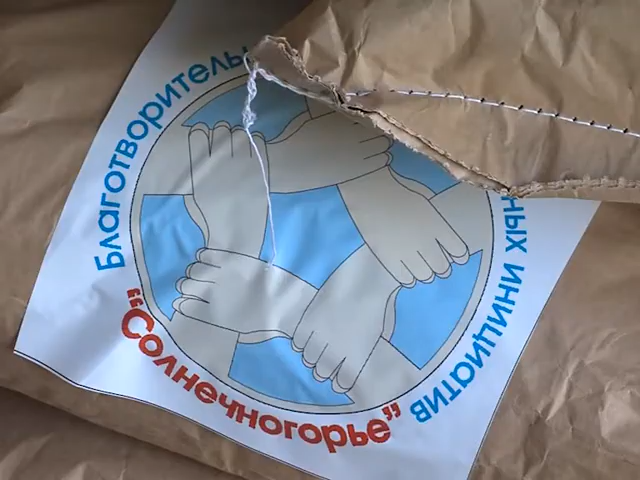 Благотворитель
ных инициатив
"Солнечногорье"